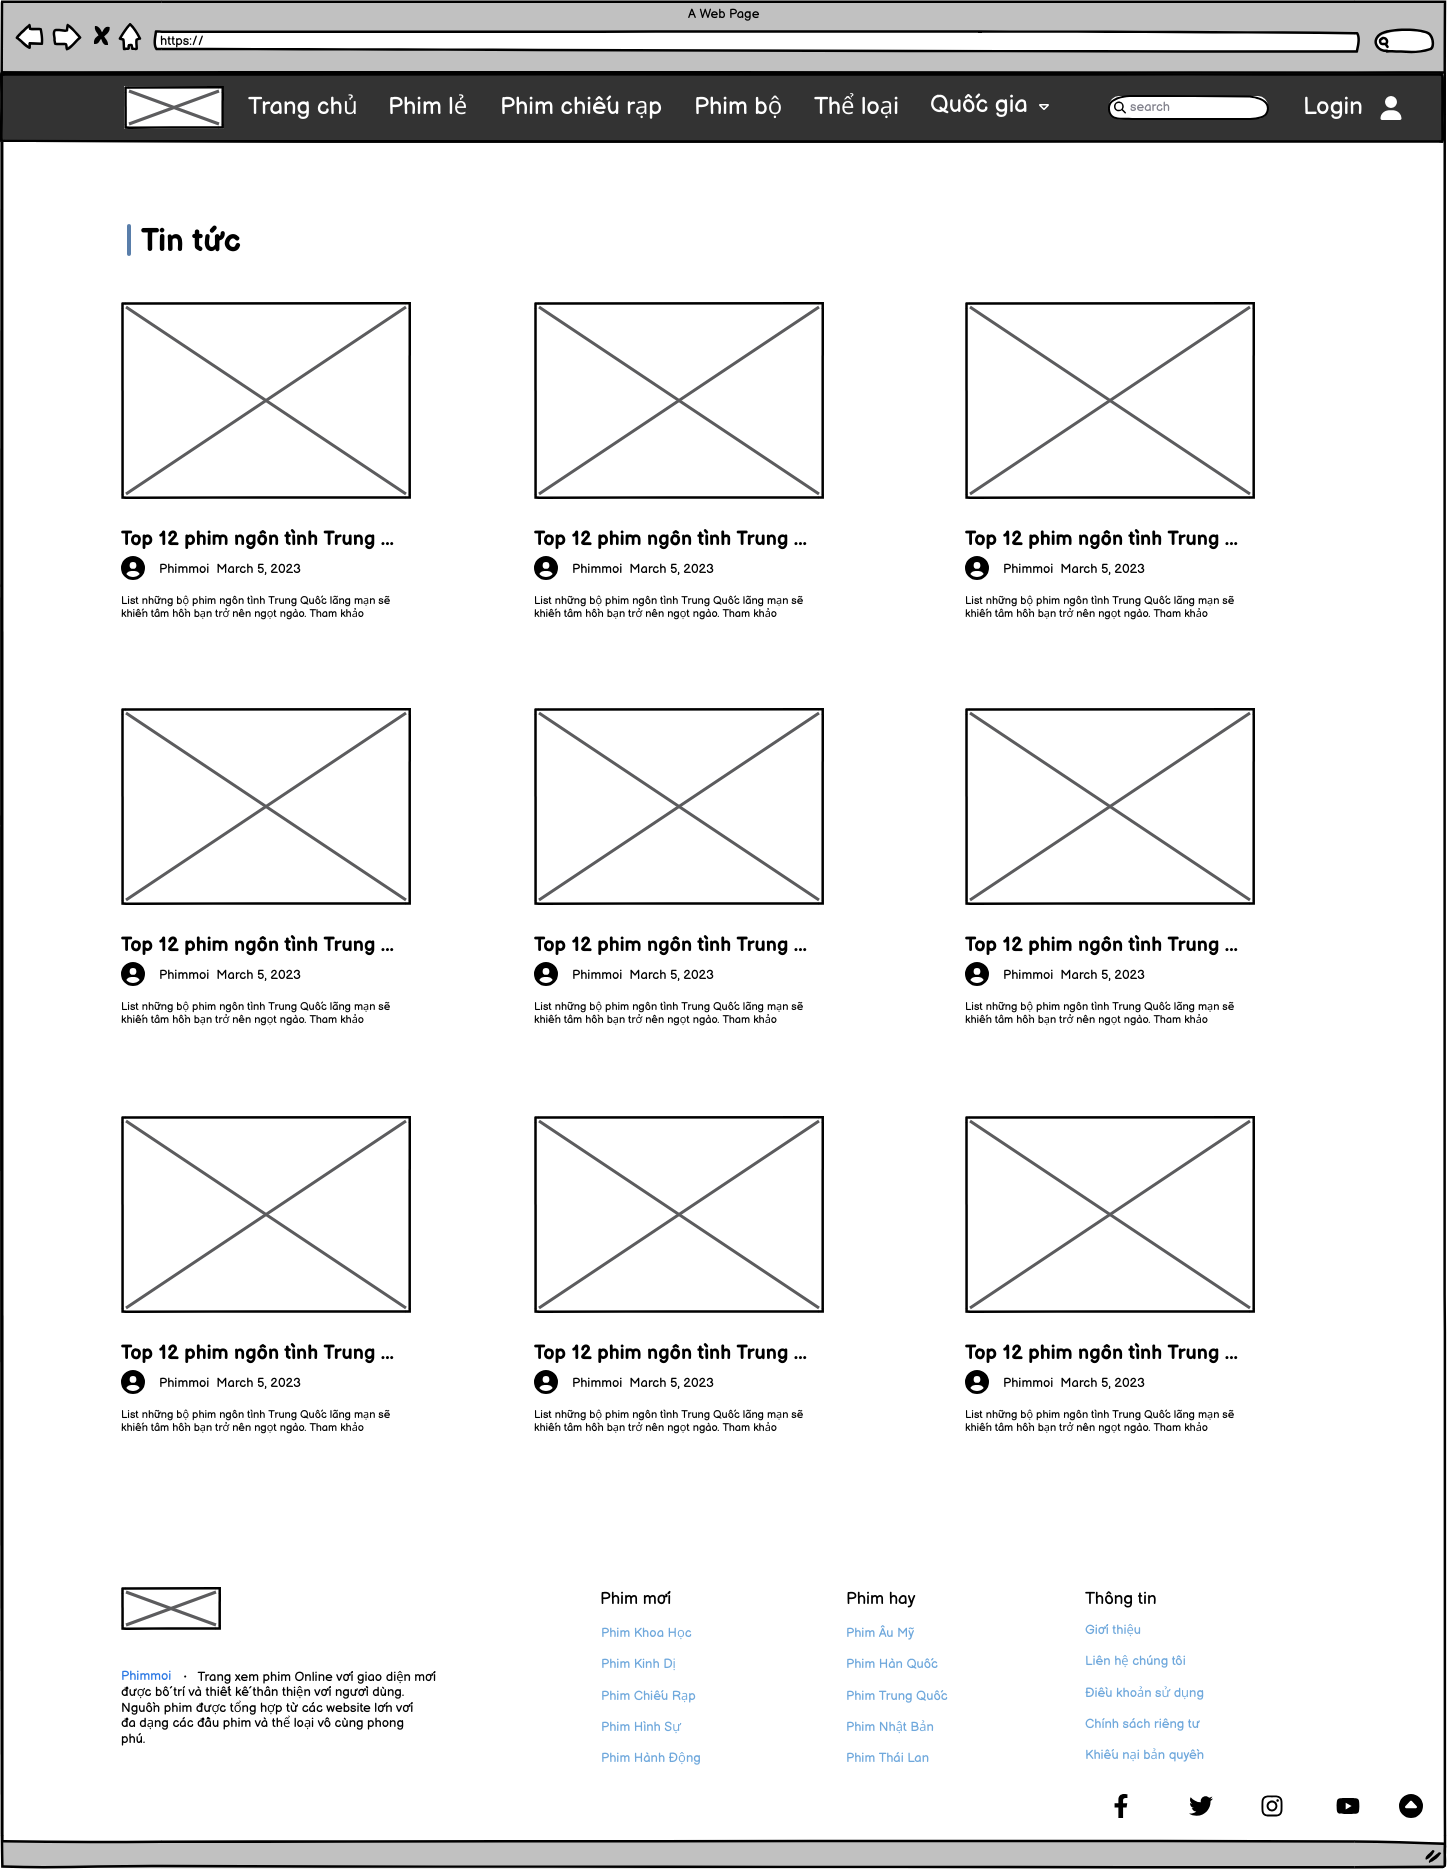 A Web Page
https://
Trang chủ Phim lẻ Phim chiếu rạp Phim bộ Thể loại Quốc gia search Login
Tin tức
Top 12 phim ngôn tình Trung ... Top 12 phim ngôn tình Trung ... Top 12 phim ngôn tình Trung ...
Phimmoi March 5, 2023 Phimmoi March 5, 2023 Phimmoi March 5, 2023
List những bộ phim ngôn tình Trung Quốc lãng mạn sẽ List những bộ phim ngôn tình Trung Quốc lãng mạn sẽ List những bộ phim ngôn tình Trung Quốc lãng mạn sẽ
khiến tâm hồn bạn trở nên ngọt ngào. Tham khảo khiến tâm hồn bạn trở nên ngọt ngào. Tham khảo khiến tâm hồn bạn trở nên ngọt ngào. Tham khảo
Top 12 phim ngôn tình Trung ... Top 12 phim ngôn tình Trung ... Top 12 phim ngôn tình Trung ...
Phimmoi March 5, 2023 Phimmoi March 5, 2023 Phimmoi March 5, 2023
List những bộ phim ngôn tình Trung Quốc lãng mạn sẽ List những bộ phim ngôn tình Trung Quốc lãng mạn sẽ List những bộ phim ngôn tình Trung Quốc lãng mạn sẽ
khiến tâm hồn bạn trở nên ngọt ngào. Tham khảo khiến tâm hồn bạn trở nên ngọt ngào. Tham khảo khiến tâm hồn bạn trở nên ngọt ngào. Tham khảo
Top 12 phim ngôn tình Trung ... Top 12 phim ngôn tình Trung ... Top 12 phim ngôn tình Trung ...
Phimmoi March 5, 2023 Phimmoi March 5, 2023 Phimmoi March 5, 2023
List những bộ phim ngôn tình Trung Quốc lãng mạn sẽ List những bộ phim ngôn tình Trung Quốc lãng mạn sẽ List những bộ phim ngôn tình Trung Quốc lãng mạn sẽ
khiến tâm hồn bạn trở nên ngọt ngào. Tham khảo khiến tâm hồn bạn trở nên ngọt ngào. Tham khảo khiến tâm hồn bạn trở nên ngọt ngào. Tham khảo
Phimmoi · Trang xem phim Online với giao diện mới
được bố trí và thiết kế thân thiện với người dùng.
Nguồn phim được tổng hợp từ các website lớn với
đa dạng các đầu phim và thể loại vô cùng phong
phú.
Phim mới
Phim Khoa Học
Phim Kinh Dị
Phim Chiếu Rạp
Phim Hình Sự
Phim Hành Động
Phim hay
Phim Âu Mỹ
Phim Hàn Quốc
Phim Trung Quốc
Phim Nhật Bản
Phim Thái Lan
Thông tin
Giới thiệu
Liên hệ chúng tôi
Điều khoản sử dụng
Chính sách riêng tư
Khiếu nại bản quyền